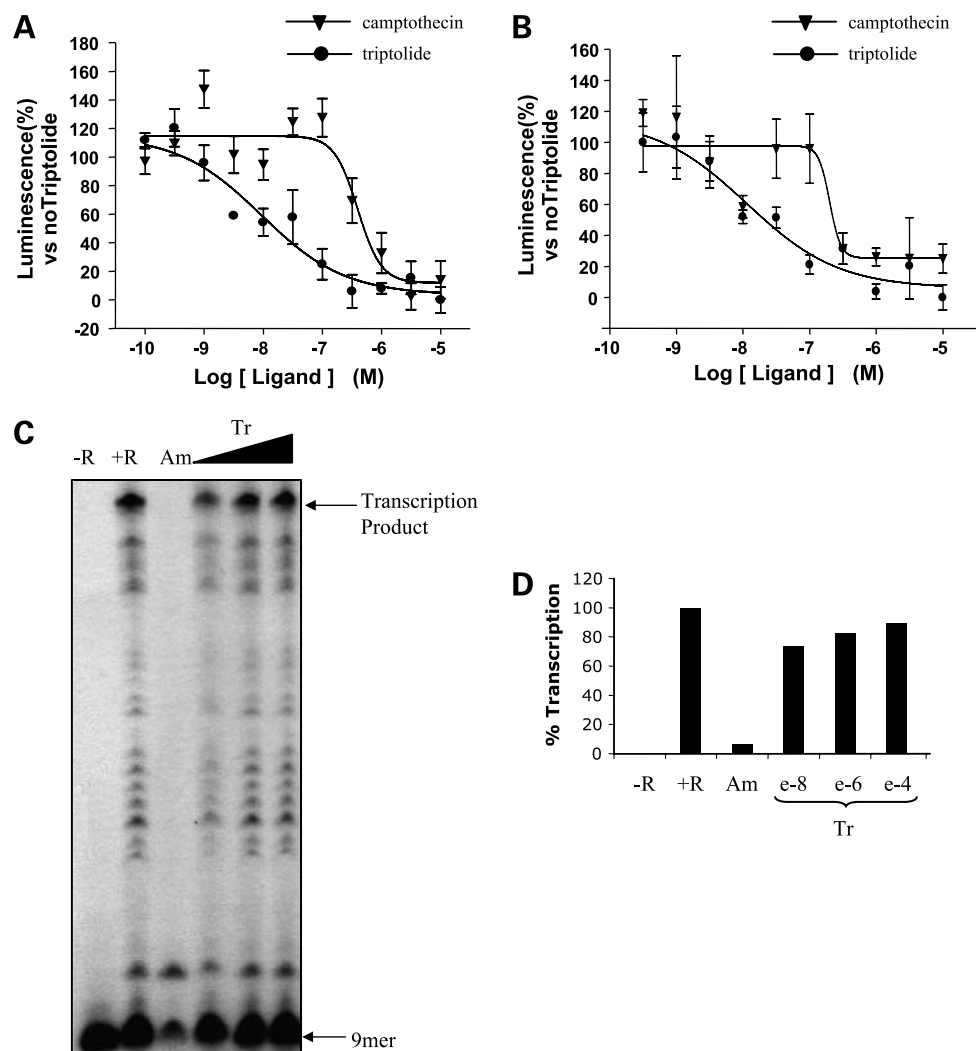 A
camptothecin
triptolide
Luminescence(%)
vs noTriptolide
160
140
120
100
80
60
40
20
0
-20
-10
-9
-8
-7
-6
-5
Log [ Ligand ] (M)
B
camptothecin
triptolide
Luminescence(%)
vs noTriptolide
160
140
120
100
80
60
40
20
0
-10
-9
-8
-7
-6
-5
Log [ Ligand ] (M)
C
Tr
-R +R Am
Transcription
Product
9mer
D
% Transcription
120
100
80
60
40
20
0
-R +R Am e-8 e-6 e-4
Tr